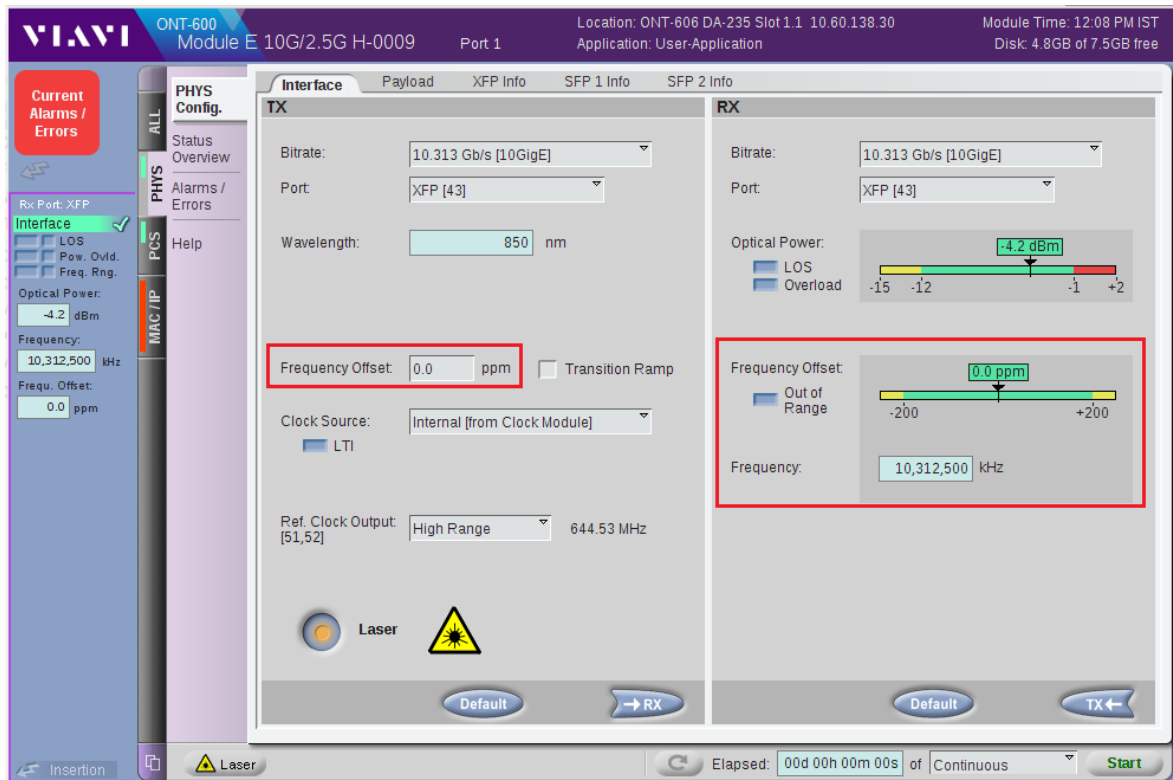 VIAVI
ONT-600
Module E 10G/2.5G H-0009 Port 1
Location: ONT-606 DA-235 Slot 1.1 10.60.138.30
Application: User-Application
Module Time: 12:08 PM IST
Disk: 4.8GB of 7.5GB free
Current
Alarms /
Errors
Rx Port: XFP
Interface
LOS
Pow. Ovld.
Freq. Rng.
Optical Power:
-4.2 dBm
Frequency:
10,312,500 kHz
Frequ. Offset:
0.0 ppm
Insertion
ALL
PHYS
PCS
MAC / IP
PHYS
Config.
Status
Overview
Alarms /
Errors
Help
Interface Payload XFP Info SFP 1 Info SFP 2 Info
TX
Bitrate: 10.313 Gb/s [10GigE]
Port: XFP [43]
Wavelength: 850 nm
Frequency Offset: 0.0 ppm Transition Ramp
Clock Source: Internal [from Clock Module]
LTI
Ref. Clock Output: High Range 644.53 MHz
[51,52]
Laser
Default → RX
RX
Bitrate: 10.313 Gb/s [10GigE]
Port: XFP [43]
Optical Power: -4.2 dBm
LOS
Overload
-15 -12 -1 +2
Frequency Offset: 0.0 ppm
Out of
Range
-200 +200
Frequency: 10,312,500 kHz
Default TX ←
Laser
Elapsed: 00d 00h 00m 00s of Continuous Start